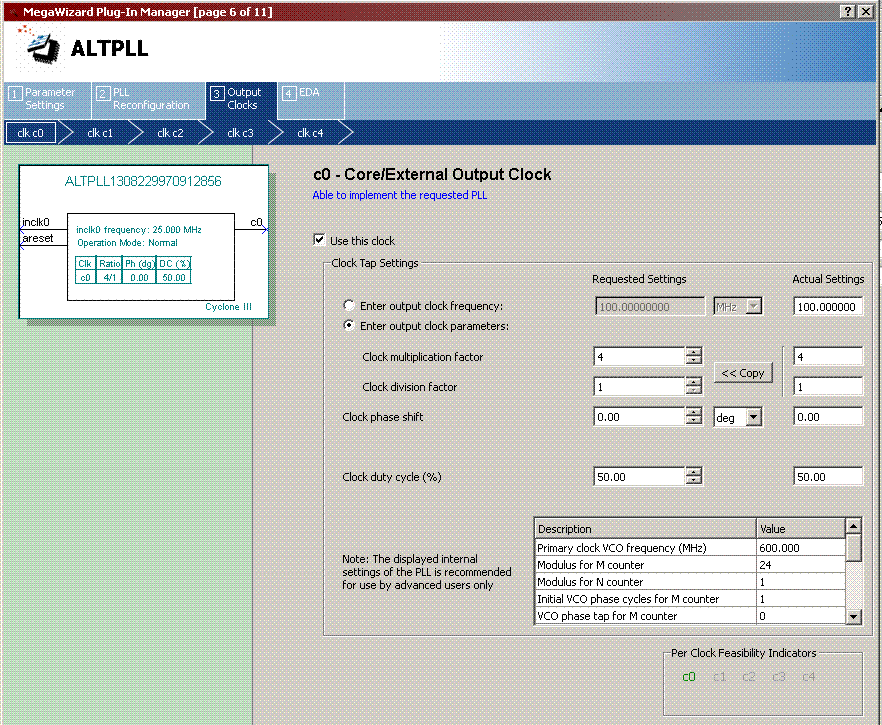 MegaWizard Plug-In Manager [page 6 of 11]
ALTPLL
1 Parameter Settings
2 PLL Reconfiguration
3 Output Clocks
4 EDA
clk c0 clk c1 clk c2 clk c3 clk c4
ALTPLL1308229970912856
inclk0
areset
c0
inclk0 frequency: 25.000 MHz
Operation Mode: Normal
Clk Ratio Ph (dg) DC (%)
c0 4/1 0.00 50.00
Cyclone III
c0 - Core/External Output Clock
Able to implement the requested PLL
Use this clock
Clock Tap Settings
Requested Settings Actual Settings
Enter output clock frequency: 100.00000000 MHz 100.000000
Enter output clock parameters:
Clock multiplication factor 4 4
<< Copy
Clock division factor 1 1
Clock phase shift 0.00 deg 0.00
Clock duty cycle (%) 50.00 50.00
Note: The displayed internal
settings of the PLL is recommended
for use by advanced users only
Description Value
Primary clock VCO frequency (MHz) 600.000
Modulus for M counter 24
Modulus for N counter 1
Initial VCO phase cycles for M counter 1
VCO phase tap for M counter 0
Per Clock Feasibility Indicators
c0 c1 c2 c3 c4